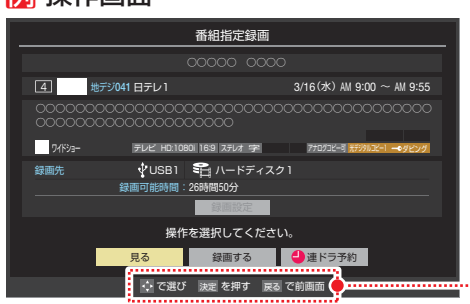 例 操作画面
番組指定録画
○○○○○ ○○○○
4 地デジ041 日テレ1 3/16(水) AM 9:00 ～ AM 9:55
○○○○○○○○○○○○○○○○○○○○○○○○○○○○○○○○○○○○
○○○○○○○○○○○○○○○○○○
ワイドショー テレビ HD:1080i 16:9 ステレオ 字 アナログコピー可 光デジタルコピー1 ダビング
録画先 USB1 ハードディスク1
録画可能時間：26時間50分
録画設定
操作を選択してください。
見る 録画する 連ドラ予約
で選び 決定 を押す 戻る で前画面